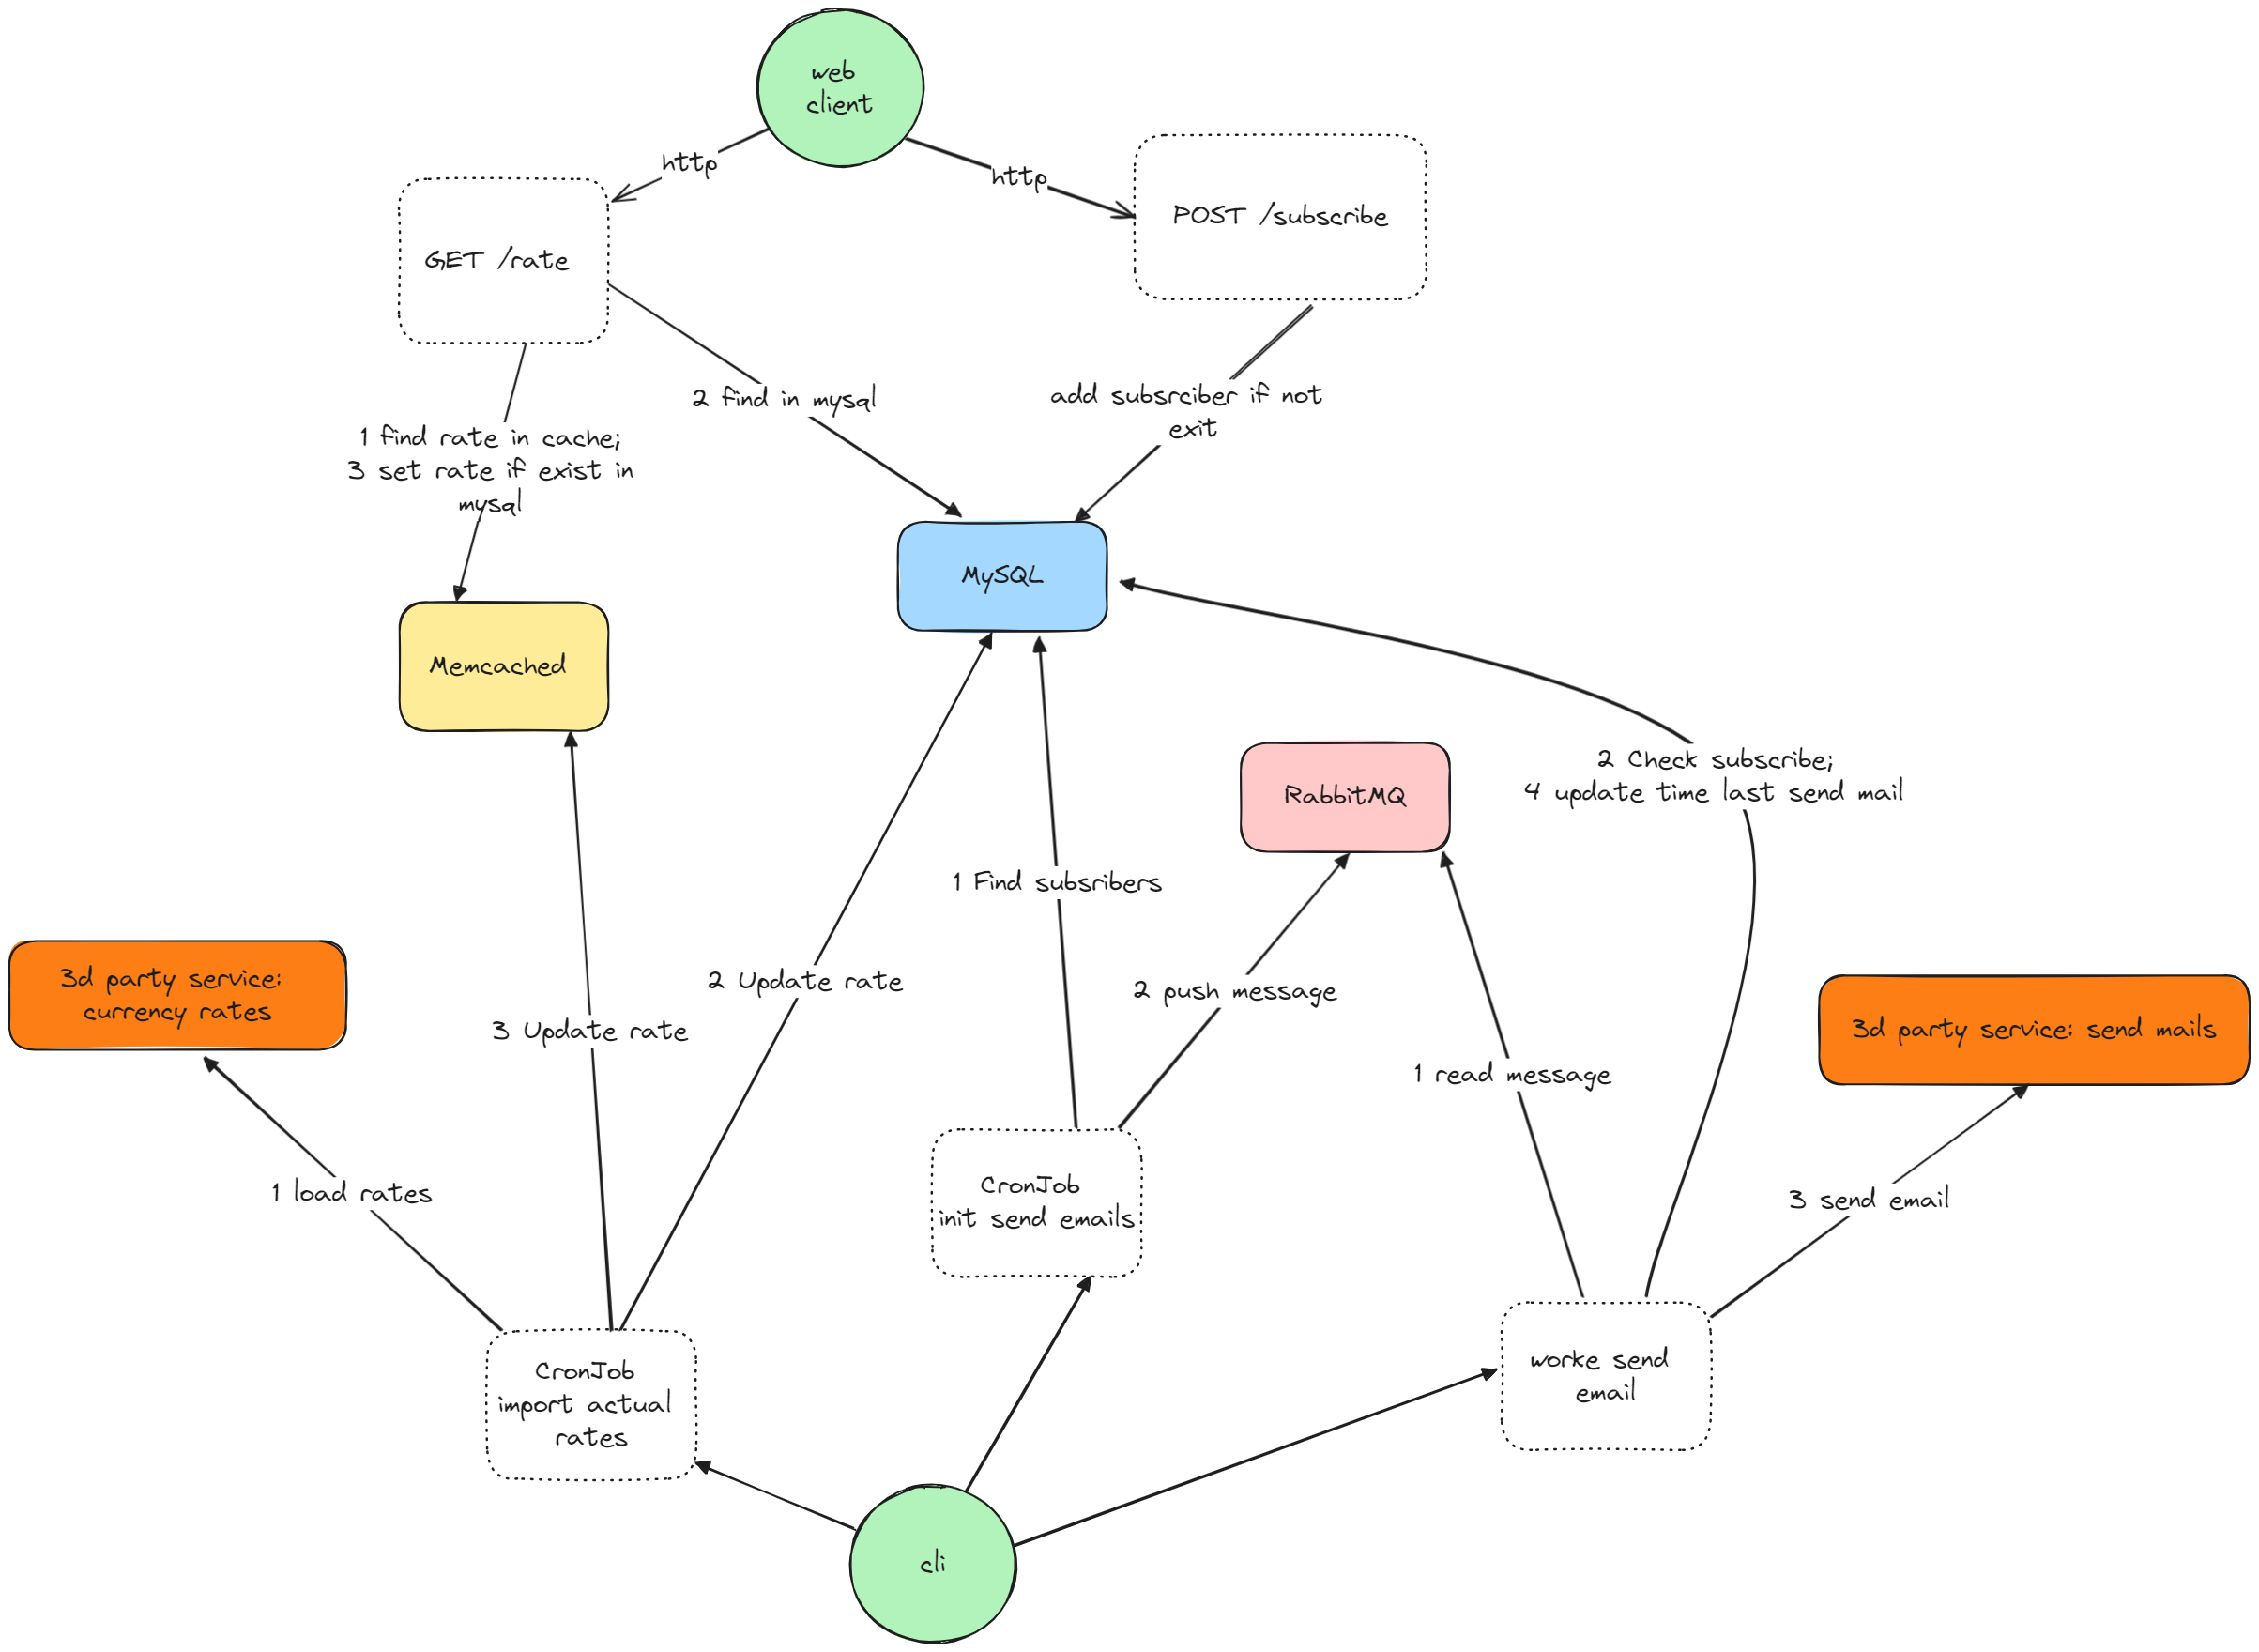 web
client
http
http
POST /subscribe
GET /rate
2 find in mysql
add subsrciber if not
exit
1 find rate in cache;
3 set rate if exist in
mysql
MySQL
Memcached
RabbitMQ
2 Check subscribe;
4 update time last send mail
1 Find subsribers
3d party service:
currency rates
2 Update rate
2 push message
3 Update rate
3d party service: send mails
1 read message
1 load rates
CronJob
init send emails
3 send email
CronJob
import actual
rates
worke send
email
cli